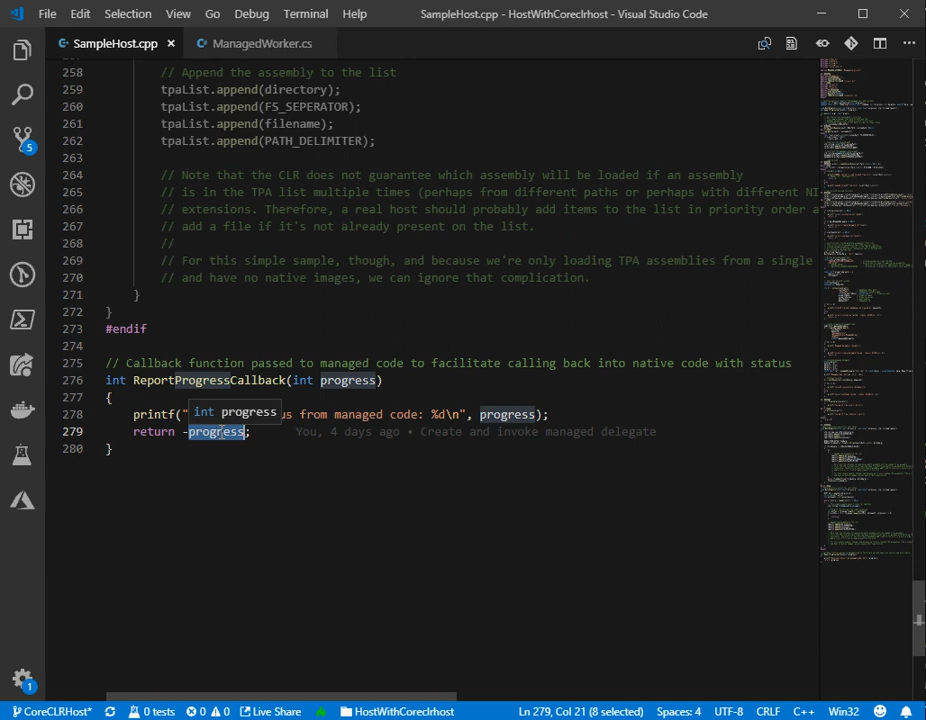 File Edit Selection View Go Debug Terminal Help SampleHost.cpp - HostWithCoreclrhost - Visual Studio Code
SampleHost.cpp ManagedWorker.cs
258 // Append the assembly to the list
259 tpaList.append(directory);
260 tpaList.append(FS_SEPERATOR);
261 tpaList.append(filename);
262 tpaList.append(PATH_DELIMITER);
263
264 // Note that the CLR does not guarantee which assembly will be loaded if an assembly
265 // is in the TPA list multiple times (perhaps from different paths or perhaps with different NI
266 // extensions. Therefore, a real host should probably add items to the list in priority order a
267 // add a file if it's not already present on the list.
268 //
269 // For this simple sample, though, and because we're only loading TPA assemblies from a single
270 // and have no native images, we can ignore that complication.
271 }
272 }
273 #endif
274
275 // Callback function passed to managed code to facilitate calling back into native code with status
276 int ReportProgressCallback(int progress)
277 {
int progress
278 printf(" us from managed code: %d\n", progress);
279 return -progress; You, 4 days ago • Create and invoke managed delegate
280 }
5
1
CoreCLRHost* 0 tests 0 0 Live Share HostWithCoreclrhost Ln 279, Col 21 (8 selected) Spaces: 4 UTF-8 CRLF C++ Win32